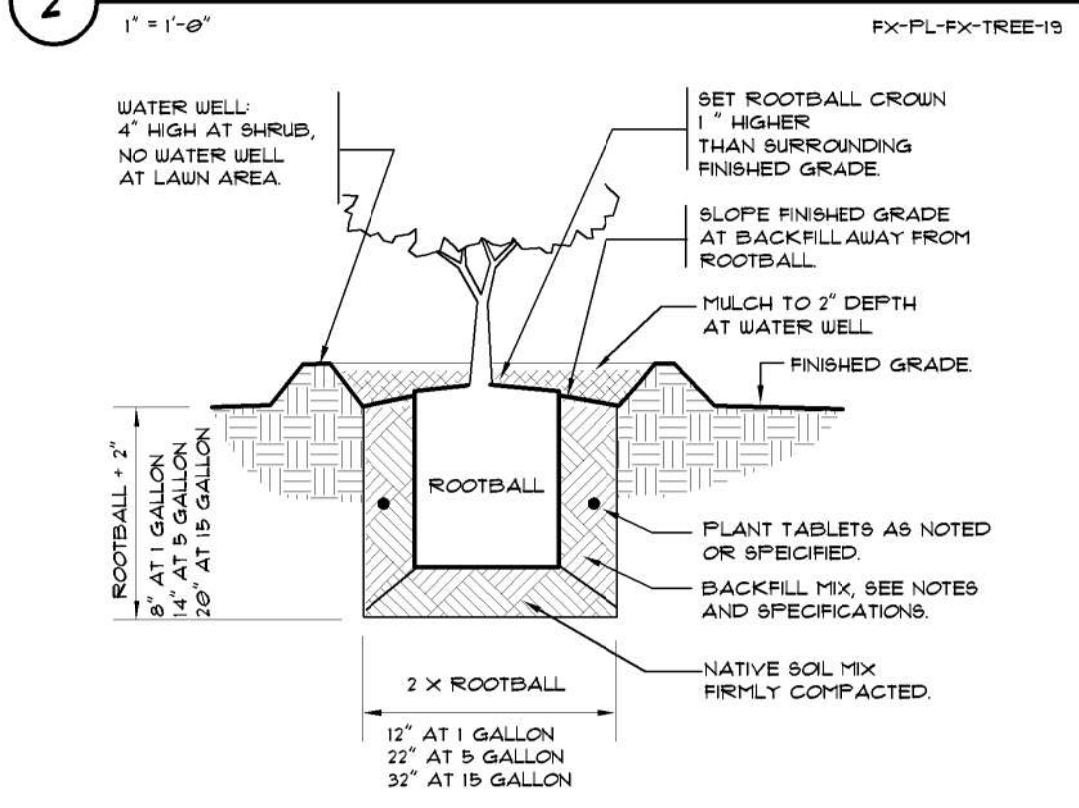 2
1" = 1'-0"
FX-PL-FX-TREE-19
WATER WELL:
4" HIGH AT SHRUB,
NO WATER WELL
AT LAWN AREA.
SET ROOTBALL CROWN
1 " HIGHER
THAN SURROUNDING
FINISHED GRADE.
SLOPE FINISHED GRADE
AT BACKFILL AWAY FROM
ROOTBALL.
MULCH TO 2" DEPTH
AT WATER WELL
FINISHED GRADE.
ROOTBALL + 2"
8" AT 1 GALLON
14" AT 5 GALLON
20" AT 15 GALLON
ROOTBALL
PLANT TABLETS AS NOTED
OR SPEICIFIED.
BACKFILL MIX, SEE NOTES
AND SPECIFICATIONS.
NATIVE SOIL MIX
FIRMLY COMPACTED.
2 X ROOTBALL
12" AT 1 GALLON
22" AT 5 GALLON
32" AT 15 GALLON